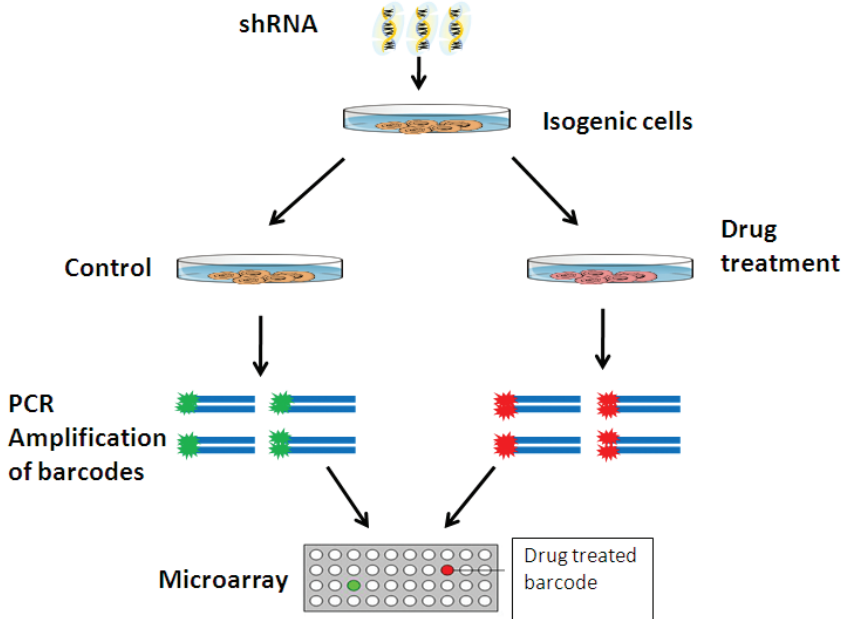 shRNA
Isogenic cells
Control
Drug
treatment
PCR
Amplification
of barcodes
Microarray
Drug treated
barcode